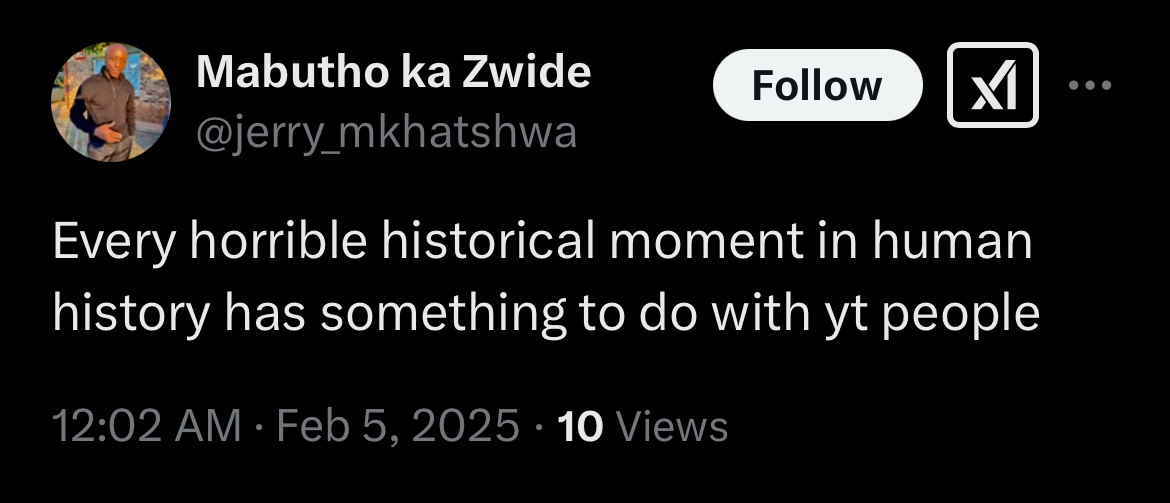 Mabutho ka Zwide
Follow
@jerry_mkhatshwa
Every horrible historical moment in human
history has something to do with yt people
12:02 AM · Feb 5, 2025 · 10 Views